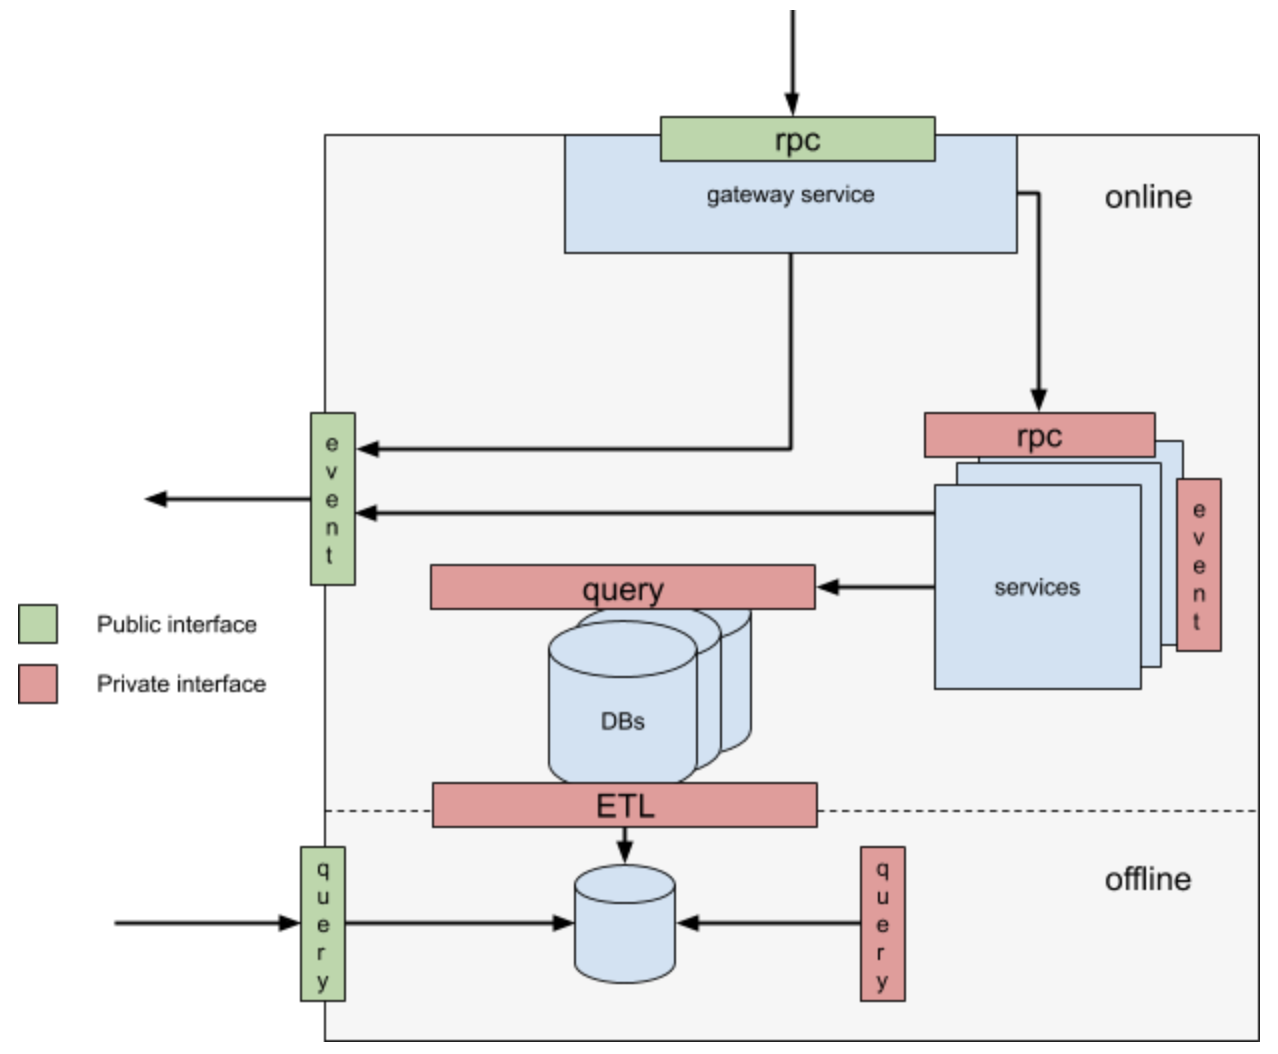 rpc
gateway service
online
rpc
event
event
query
services
Public interface
Private interface
DBs
ETL
offline
query
query